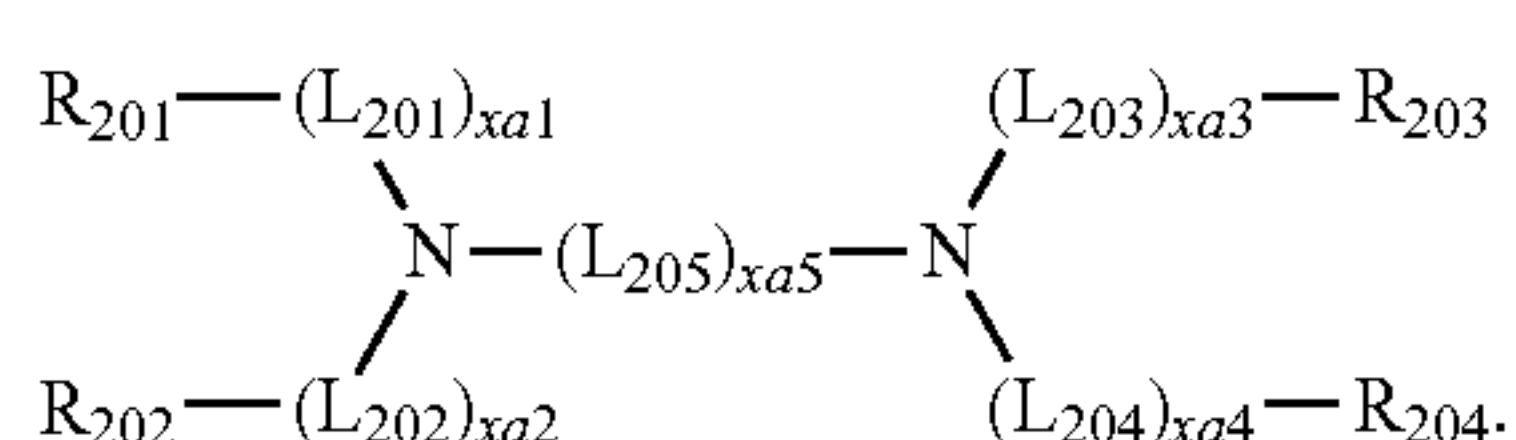 R201—(L201)xa1 (L203)xa3—R203
N—(L205)xa5—N
R202—(L202)xa2 (L204)xa4—R204.